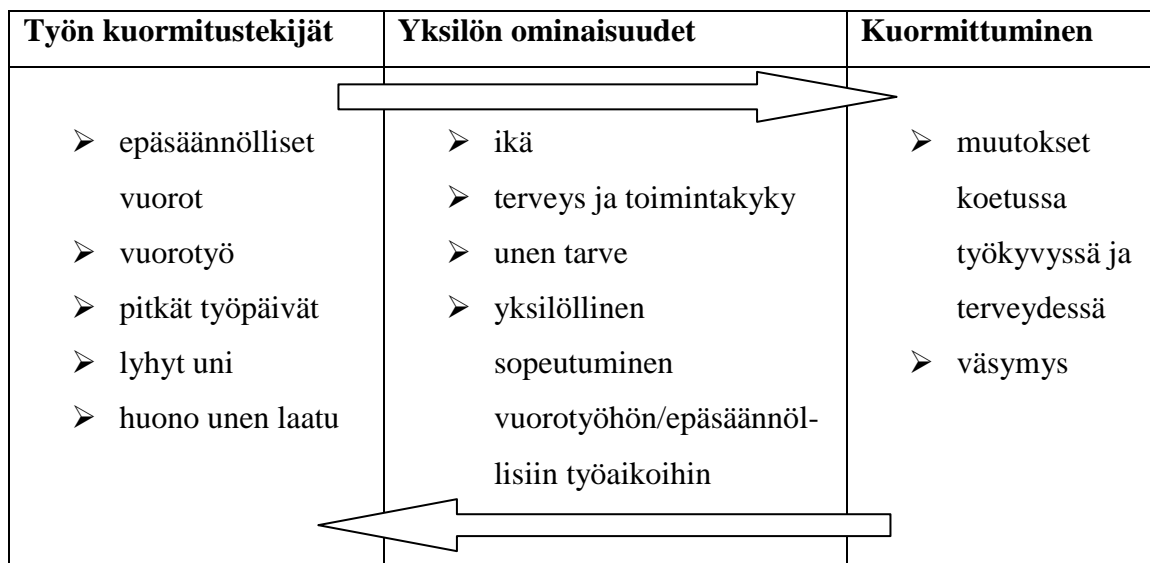 Työn kuormitustekijät
Yksilön ominaisuudet
Kuormittuminen
epäsäännölliset
vuorot
vuorotyö
pitkät työpäivät
lyhyt uni
huono unen laatu
ikä
terveys ja toimintakyky
unen tarve
yksilöllinen
sopeutuminen
vuorotyöhön/epäsäännöl-
lisiin työaikoihin
muutokset
koetussa
työkyvyssä ja
terveydessä
väsymys